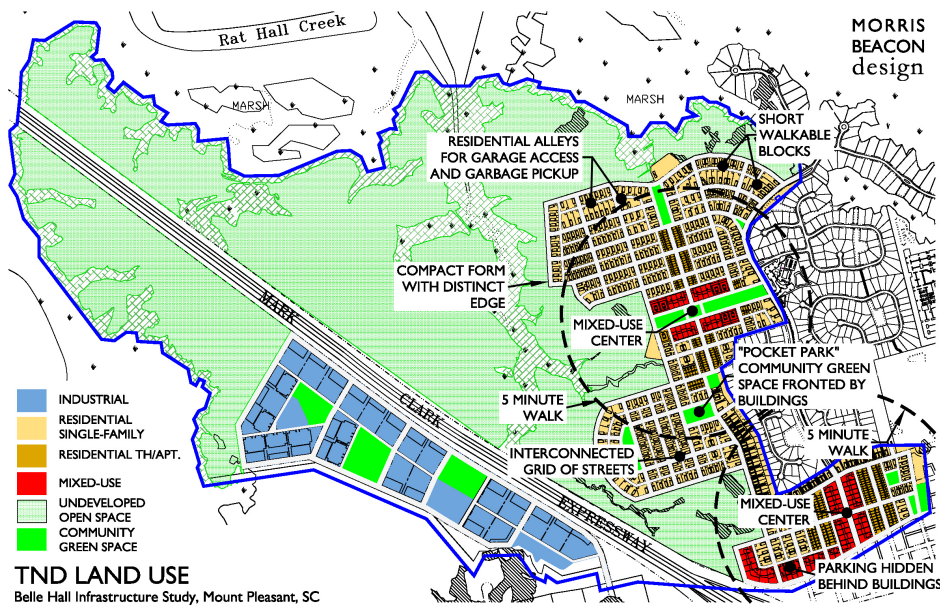 Rat Hall Creek
MORRIS
BEACON
design
MARSH
MARSH
SHORT
WALKABLE
BLOCKS
RESIDENTIAL ALLEYS
FOR GARAGE ACCESS
AND GARBAGE PICKUP
COMPACT FORM
WITH DISTINCT
EDGE
MARK
CLARK
EXPRESSWAY
MIXED-USE
CENTER
"POCKET PARK"
COMMUNITY GREEN
SPACE FRONTED BY
BUILDINGS
5 MINUTE
WALK
5 MINUTE
WALK
INTERCONNECTED
GRID OF STREETS
MIXED-USE
CENTER
PARKING HIDDEN
BEHIND BUILDINGS
INDUSTRIAL
RESIDENTIAL
SINGLE-FAMILY
RESIDENTIAL TH/APT.
MIXED-USE
UNDEVELOPED
OPEN SPACE
COMMUNITY
GREEN SPACE
TND LAND USE
Belle Hall Infrastructure Study, Mount Pleasant, SC